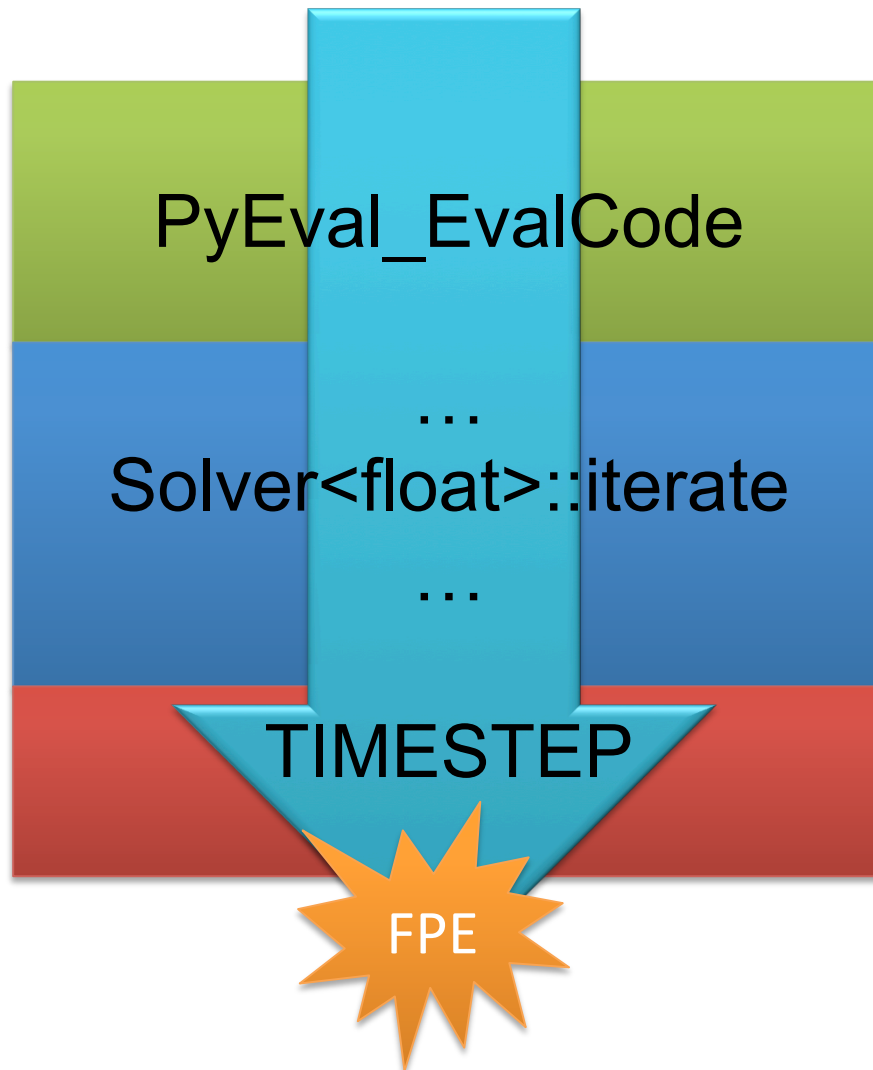 PyEval_EvalCode
…
Solver<float>::iterate
…
TIMESTEP
FPE